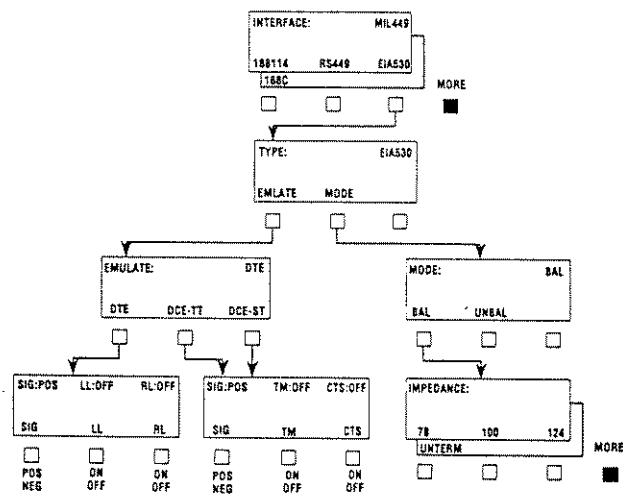 INTERFACE: MIL449
188114 RS449 EIA530
188C
MORE
TYPE: EIA530
EMLATE MODE
EMULATE: DTE
DTE DCE-TT DCE-ST
MODE: BAL
BAL UNBAL
SIG:POS LL:OFF RL:OFF
SIG LL RL
POS NEG
ON OFF
ON OFF
SIG:POS TM:OFF CTS:OFF
SIG TM CTS
POS NEG
ON OFF
ON OFF
IMPEDANCE:
78 100 124
UNTERM
MORE